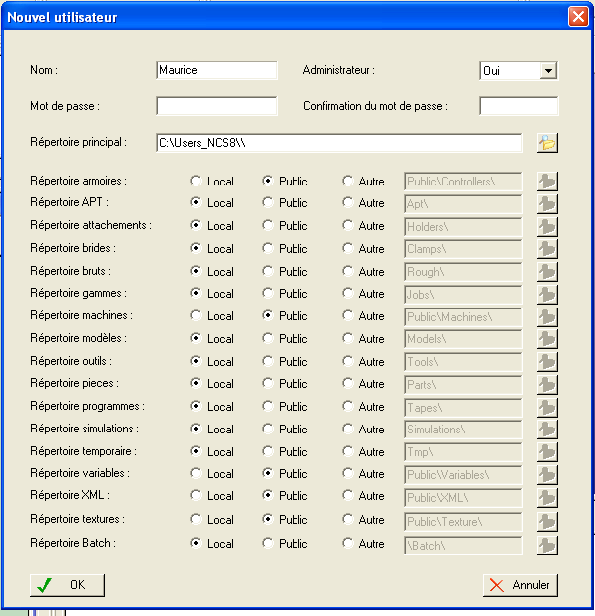 Nouvel utilisateur
Nom : Maurice Administrateur : Oui
Mot de passe : Confirmation du mot de passe :
Répertoire principal : C:\Users_NCS8\\
Répertoire armoires : Local Public Autre Public\Controllers\
Répertoire APT : Local Public Autre Apt\
Répertoire attachements : Local Public Autre Holders\
Répertoire brides : Local Public Autre Clamps\
Répertoire bruts : Local Public Autre Rough\
Répertoire gammes : Local Public Autre Jobs\
Répertoire machines : Local Public Autre Public\Machines\
Répertoire modèles : Local Public Autre Models\
Répertoire outils : Local Public Autre Tools\
Répertoire pieces : Local Public Autre Parts\
Répertoire programmes : Local Public Autre Tapes\
Répertoire simulations : Local Public Autre Simulations\
Répertoire temporaire : Local Public Autre Tmp\
Répertoire variables : Local Public Autre Public\Variables\
Répertoire XML : Local Public Autre Public\XML\
Répertoire textures : Local Public Autre Public\Texture\
Répertoire Batch : Local Public Autre \Batch\
OK Annuler